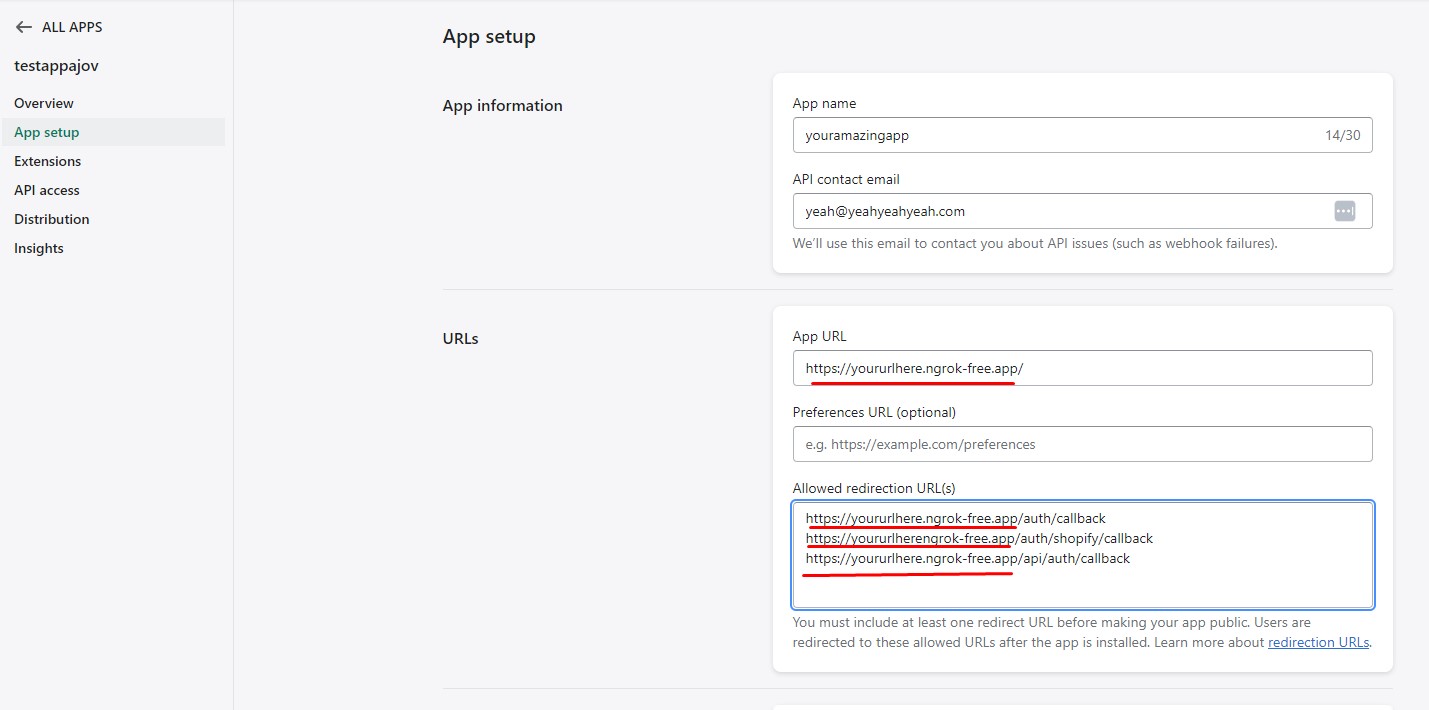 ALL APPS
testappajov
Overview
App setup
Extensions
API access
Distribution
Insights
App setup
App information
App name
youramazingapp 14/30
API contact email
yeah@yeahyeahyeah.com
We'll use this email to contact you about API issues (such as webhook failures).
URLs
App URL
https://yoururlhere.ngrok-free.app/
Preferences URL (optional)
e.g. https://example.com/preferences
Allowed redirection URL(s)
https://yoururlhere.ngrok-free.app/auth/callback
https://yoururlherengrok-free.app/auth/shopify/callback
https://yoururlhere.ngrok-free.app/api/auth/callback
You must include at least one redirect URL before making your app public. Users are
redirected to these allowed URLs after the app is installed. Learn more about redirection URLs.